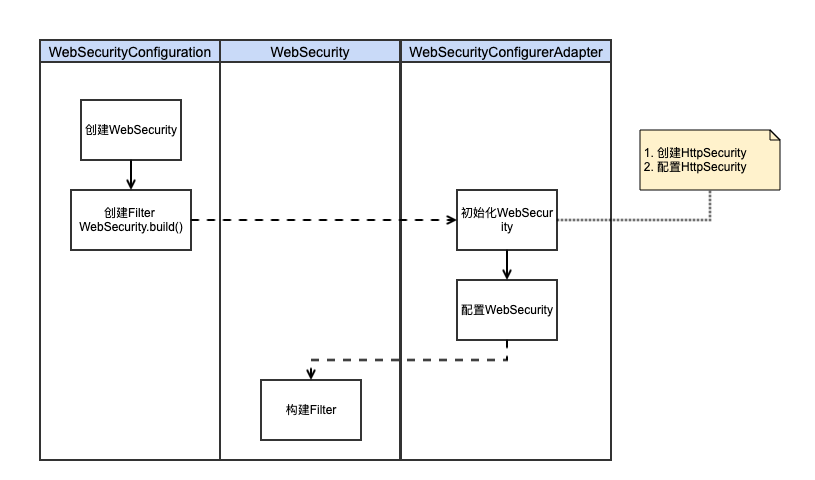 WebSecurityConfiguration
WebSecurity
WebSecurityConfigurerAdapter
创建WebSecurity
1. 创建HttpSecurity
2. 配置HttpSecurity
创建Filter
WebSecurity.build()
初始化WebSecur
ity
配置WebSecurity
构建Filter